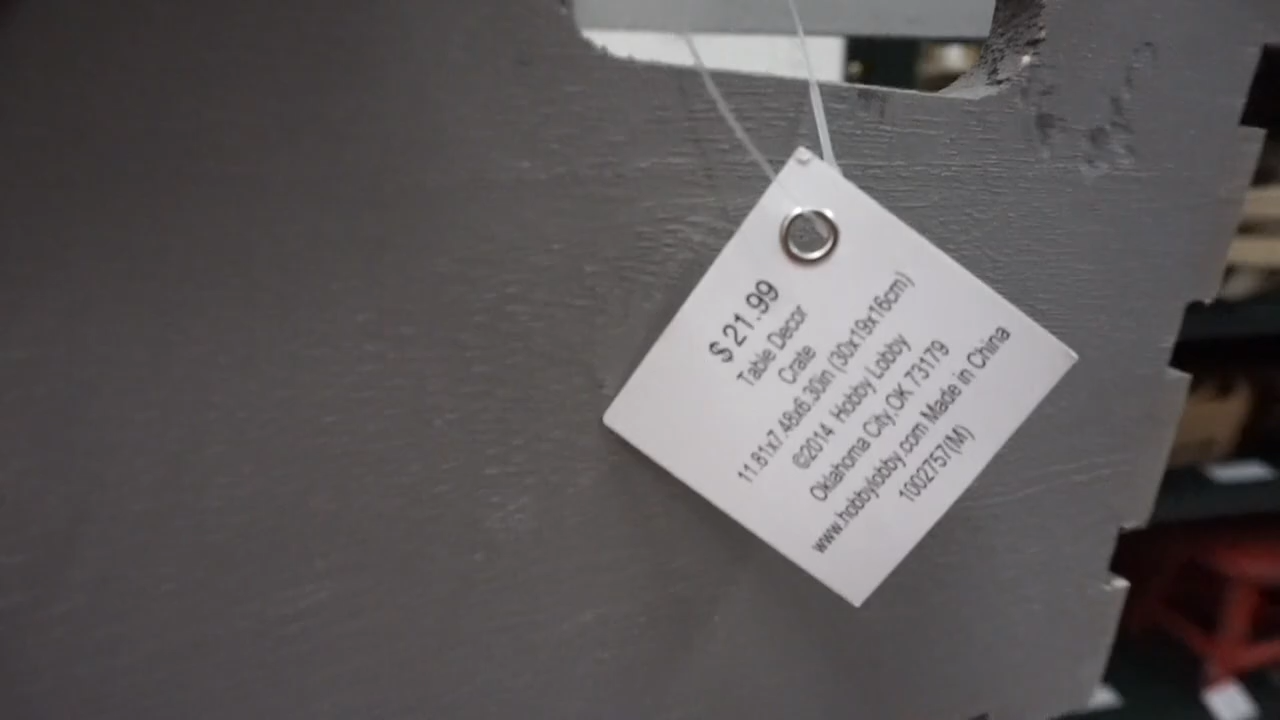 $21.99
Table Decor
Crate
11.81x7.48x6.30in (30x19x16cm)
©2014 Hobby Lobby
Oklahoma City,OK 73179
www.hobbylobby.com Made in China
1002757(M)